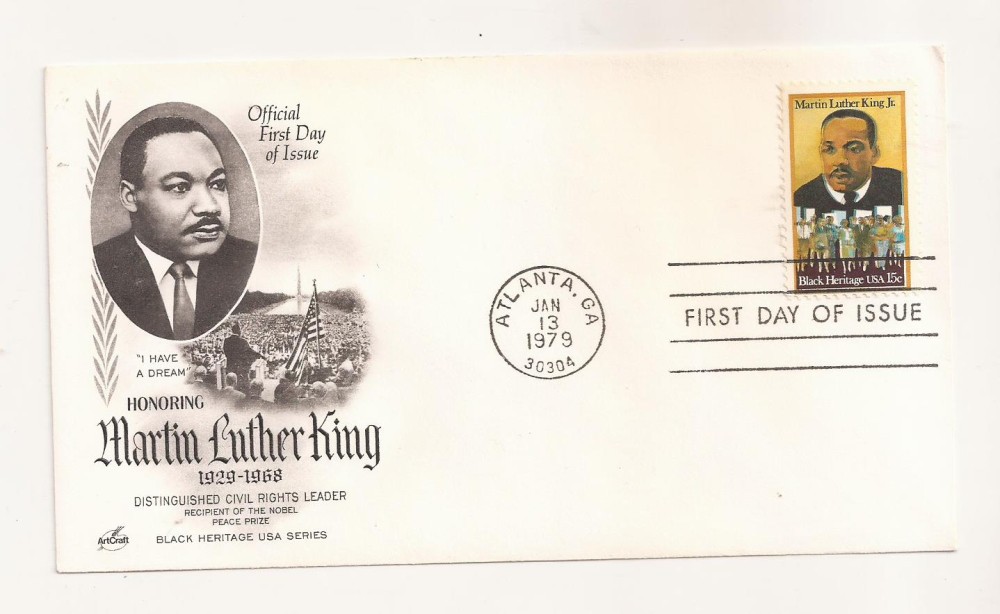 Official
First Day
of Issue
"I HAVE
A DREAM"
HONORING
Martin Luther King
1929-1968
DISTINGUISHED CIVIL RIGHTS LEADER
RECIPIENT OF THE NOBEL
PEACE PRIZE
ArtCraft
BLACK HERITAGE USA SERIES
ATLANTA, GA
JAN
13
1979
30304
Martin Luther King Jr.
Black Heritage USA 15c
FIRST DAY OF ISSUE